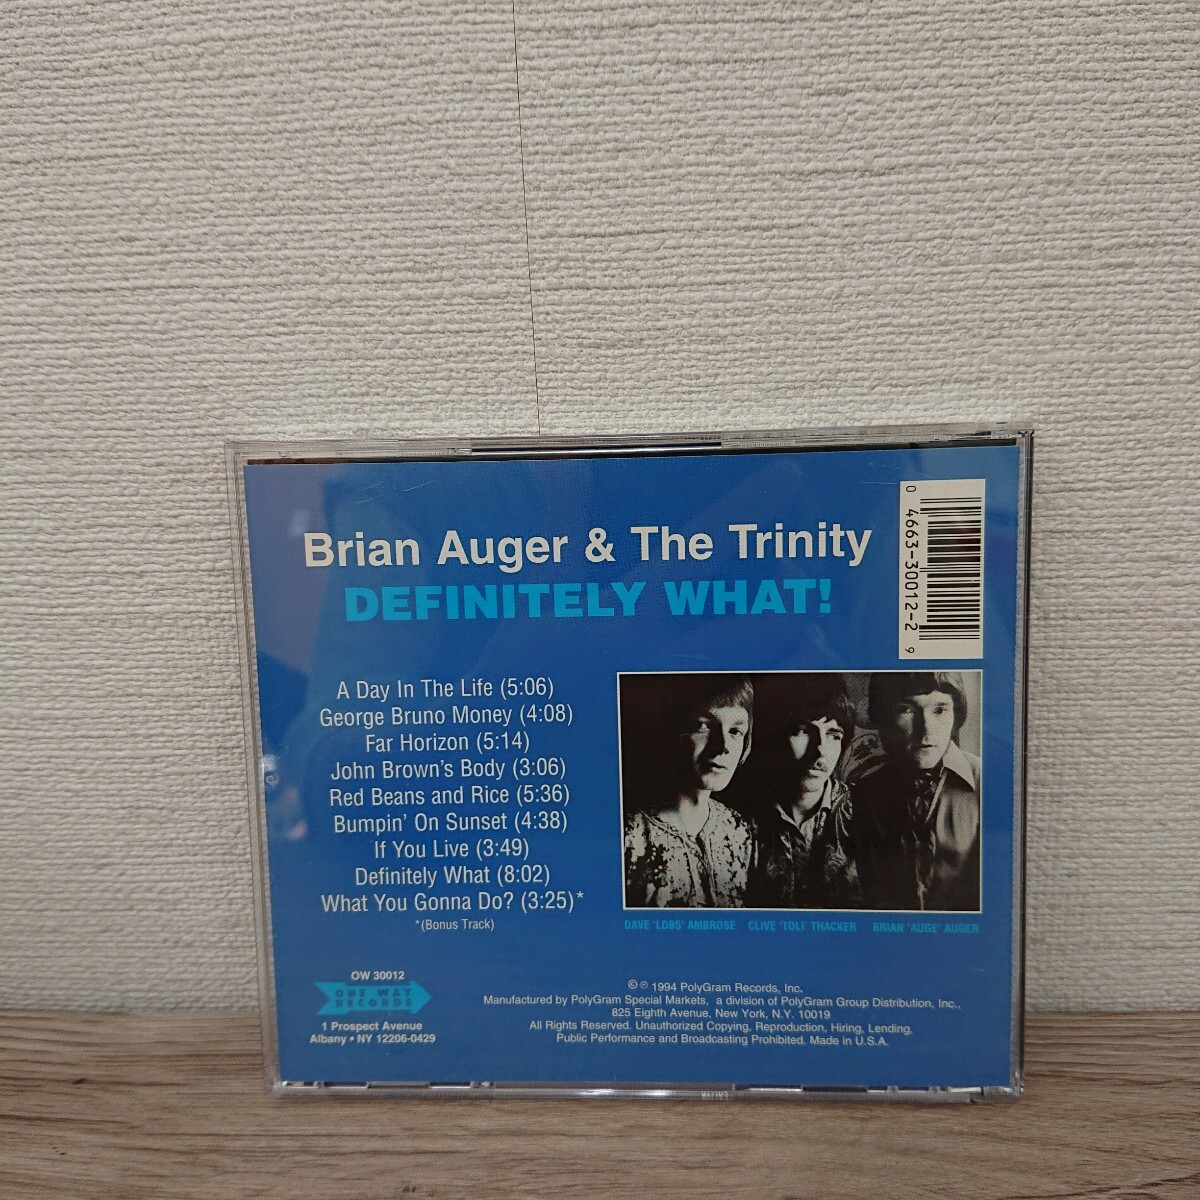 Brian Auger & The Trinity
DEFINITELY WHAT!
0 4663-30012-2 9
A Day In The Life (5:06)
George Bruno Money (4:08)
Far Horizon (5:14)
John Brown's Body (3:06)
Red Beans and Rice (5:36)
Bumpin' On Sunset (4:38)
If You Live (3:49)
Definitely What (8:02)
What You Gonna Do? (3:25)*
*(Bonus Track)
DAVE 'LOBS' AMBROSE CLIVE 'TOLI' THACKER BRIAN 'AUGE' AUGER
OW 30012
ONE WAY
RECORDS
1 Prospect Avenue
Albany • NY 12206-0429
©℗ 1994 PolyGram Records, Inc.
Manufactured by PolyGram Special Markets, a division of PolyGram Group Distribution, Inc.,
825 Eighth Avenue, New York, N.Y. 10019
All Rights Reserved. Unauthorized Copying, Reproduction, Hiring, Lending,
Public Performance and Broadcasting Prohibited. Made in U.S.A.